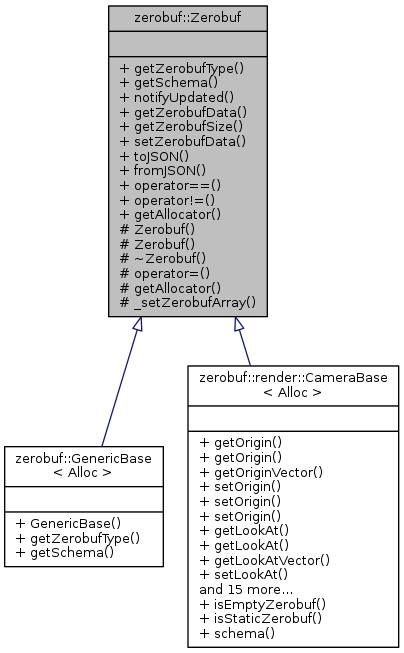 zerobuf::Zerobuf
+ getZerobufType()
+ getSchema()
+ notifyUpdated()
+ getZerobufData()
+ getZerobufSize()
+ setZerobufData()
+ toJSON()
+ fromJSON()
+ operator==()
+ operator!=()
+ getAllocator()
# Zerobuf()
# Zerobuf()
# ~Zerobuf()
# operator=()
# getAllocator()
# _setZerobufArray()
zerobuf::GenericBase
< Alloc >
+ GenericBase()
+ getZerobufType()
+ getSchema()
zerobuf::render::CameraBase
< Alloc >
+ getOrigin()
+ getOrigin()
+ getOriginVector()
+ setOrigin()
+ setOrigin()
+ setOrigin()
+ getLookAt()
+ getLookAt()
+ getLookAtVector()
+ setLookAt()
and 15 more...
+ isEmptyZerobuf()
+ isStaticZerobuf()
+ schema()